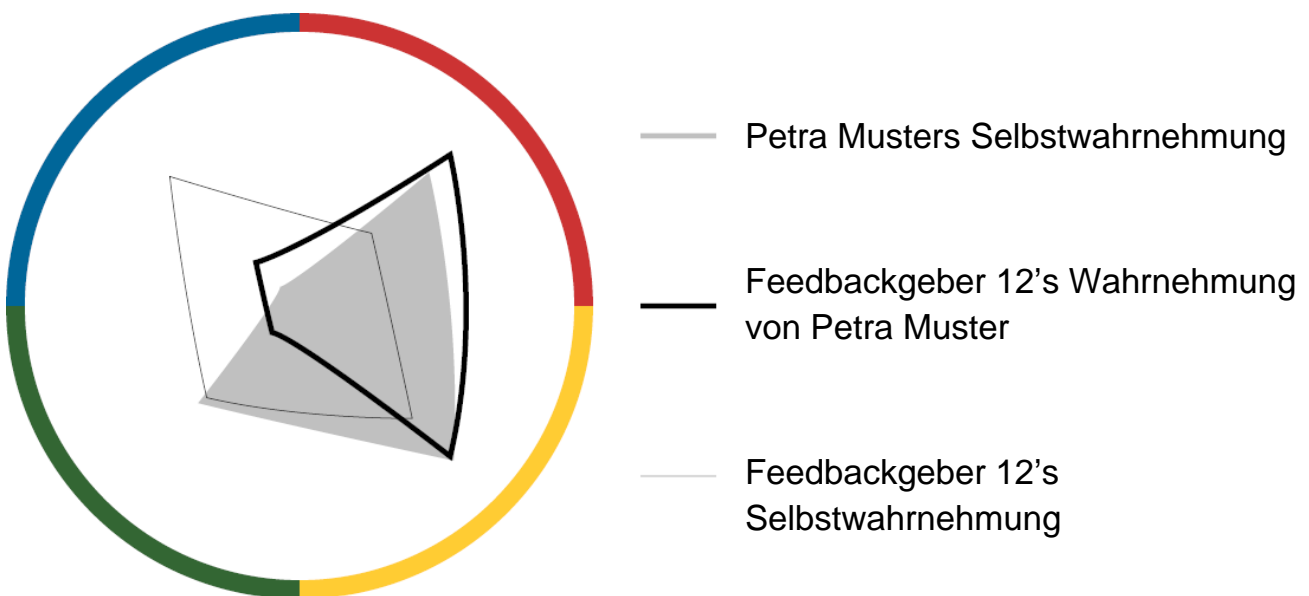 Petra Musters Selbstwahrnehmung
Feedbackgeber 12’s Wahrnehmung
von Petra Muster
Feedbackgeber 12’s
Selbstwahrnehmung